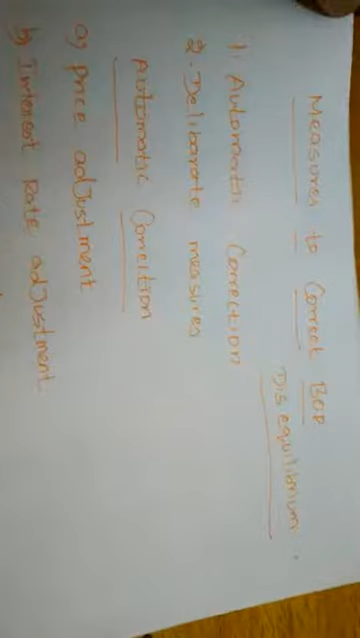 Measures to Correct BOP
Disequilibrium.
1) Automatic Correction
2. Deliberate measures
Automatic Correction
a) Price adjustment
b) Interest Rate adjustment